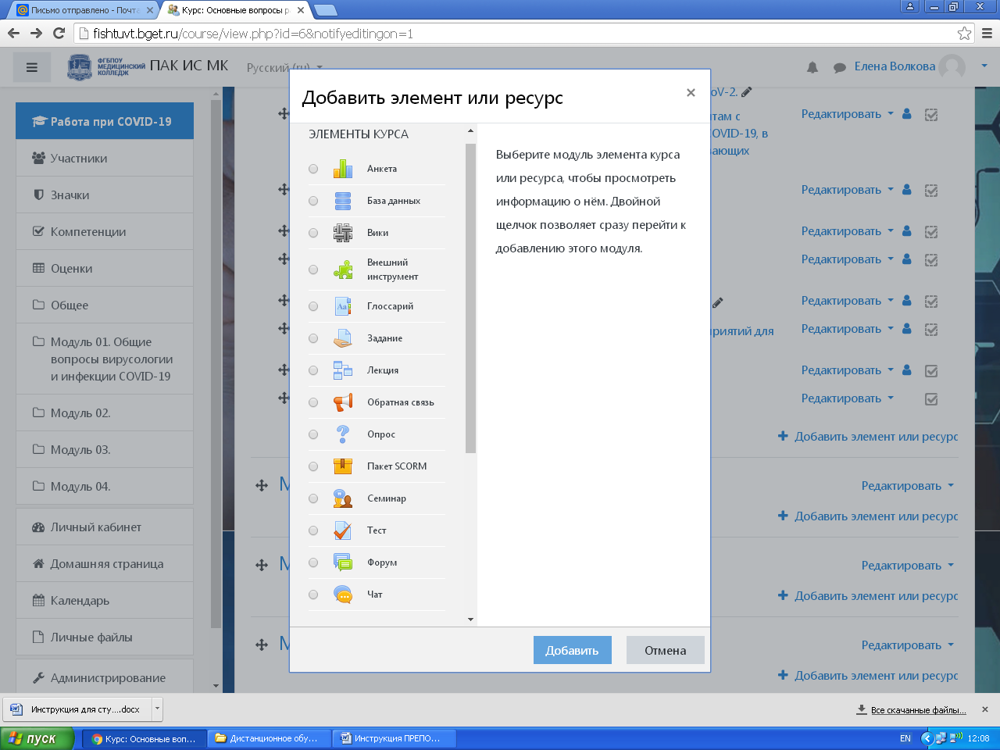 Письмо отправлено - Почта
Курс: Основные вопросы р
fishtuvt.bget.ru/course/view.php?id=6&notifyeditingon=1
ФГБПОУ
МЕДИЦИНСКИЙ
КОЛЛЕДЖ
ПАК ИС МК
Русский (ru)
Елена Волкова
Работа при COVID-19
Участники
Значки
Компетенции
Оценки
Общее
Модуль 01. Общие
вопросы вирусологии
и инфекции COVID-19
Модуль 02.
Модуль 03.
Модуль 04.
Личный кабинет
Домашняя страница
Календарь
Личные файлы
Администрирование
Добавить элемент или ресурс
×
ЭЛЕМЕНТЫ КУРСА
Анкета
База данных
Вики
Внешний
инструмент
Глоссарий
Задание
Лекция
Обратная связь
Опрос
Пакет SCORM
Семинар
Тест
Форум
Чат
Выберите модуль элемента курса
или ресурса, чтобы просмотреть
информацию о нём. Двойной
щелчок позволяет сразу перейти к
добавлению этого модуля.
Добавить
Отмена
oV-2.
там с
OVID-19, в
вающих
Редактировать
Редактировать
Редактировать
Редактировать
Редактировать
риятий для
Редактировать
Редактировать
Редактировать
Добавить элемент или ресурс
М
Редактировать
Добавить элемент или ресурс
М
Редактировать
Добавить элемент или ресурс
М
Редактировать
Добавить элемент или ресурс
Инструкция для сту....docx
Все скачанные файлы...
пуск
Курс: Основные воп...
Дистанционное обу...
Инструкция ПРЕПО...
EN
12:08